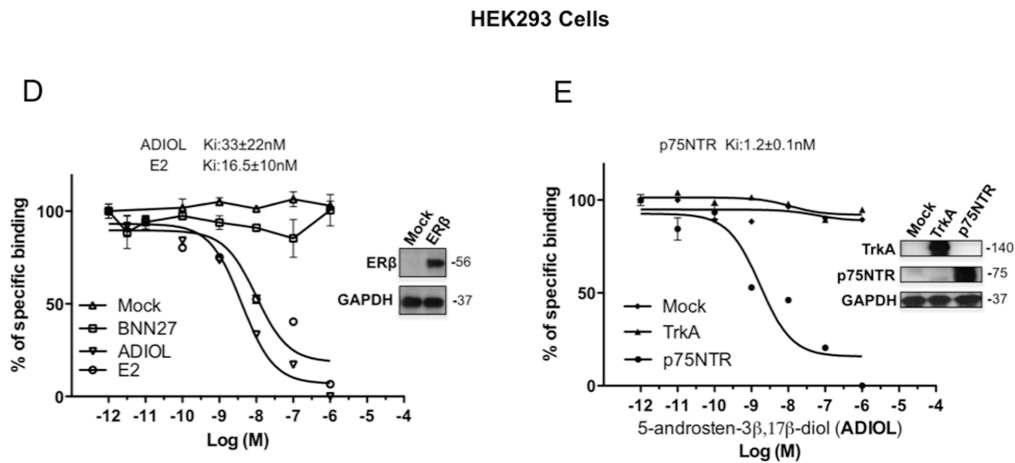 HEK293 Cells
D
ADIOL Ki:33±22nM
E2 Ki:16.5±10nM
% of specific binding
100
50
0
Mock
BNN27
ADIOL
E2
-12 -11 -10 -9 -8 -7 -6 -5 -4
Log (M)
Mock ERβ
ERβ -56
GAPDH -37
E
p75NTR Ki:1.2±0.1nM
% of specific binding
100
50
0
Mock
TrkA
p75NTR
-12 -11 -10 -9 -8 -7 -6 -5 -4
5-androsten-3β,17β-diol (ADIOL)
Log (M)
Mock TrkA p75NTR
TrkA -140
p75NTR -75
GAPDH -37